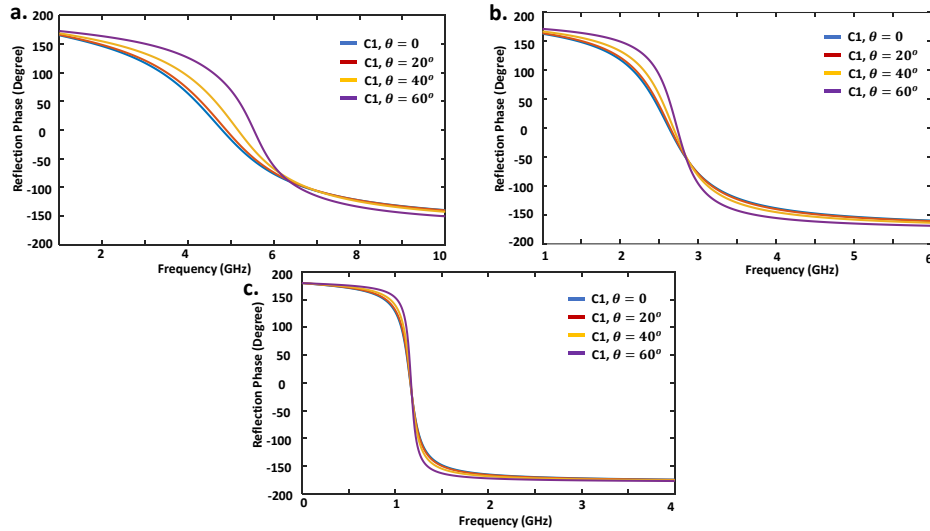 a.
200
150
100
50
0
-50
-100
-150
-200
Reflection Phase (Degree)
2
4
6
8
10
Frequency (GHz)
C1, θ = 0
C1, θ = 20°
C1, θ = 40°
C1, θ = 60°
b.
200
150
100
50
0
-50
-100
-150
-200
Reflection Phase (Degree)
1
2
3
4
5
6
Frequency (GHz)
C1, θ = 0
C1, θ = 20°
C1, θ = 40°
C1, θ = 60°
c.
200
150
100
50
0
-50
-100
-150
-200
Reflection Phase (Degree)
0
1
2
3
4
Frequency (GHz)
C1, θ = 0
C1, θ = 20°
C1, θ = 40°
C1, θ = 60°